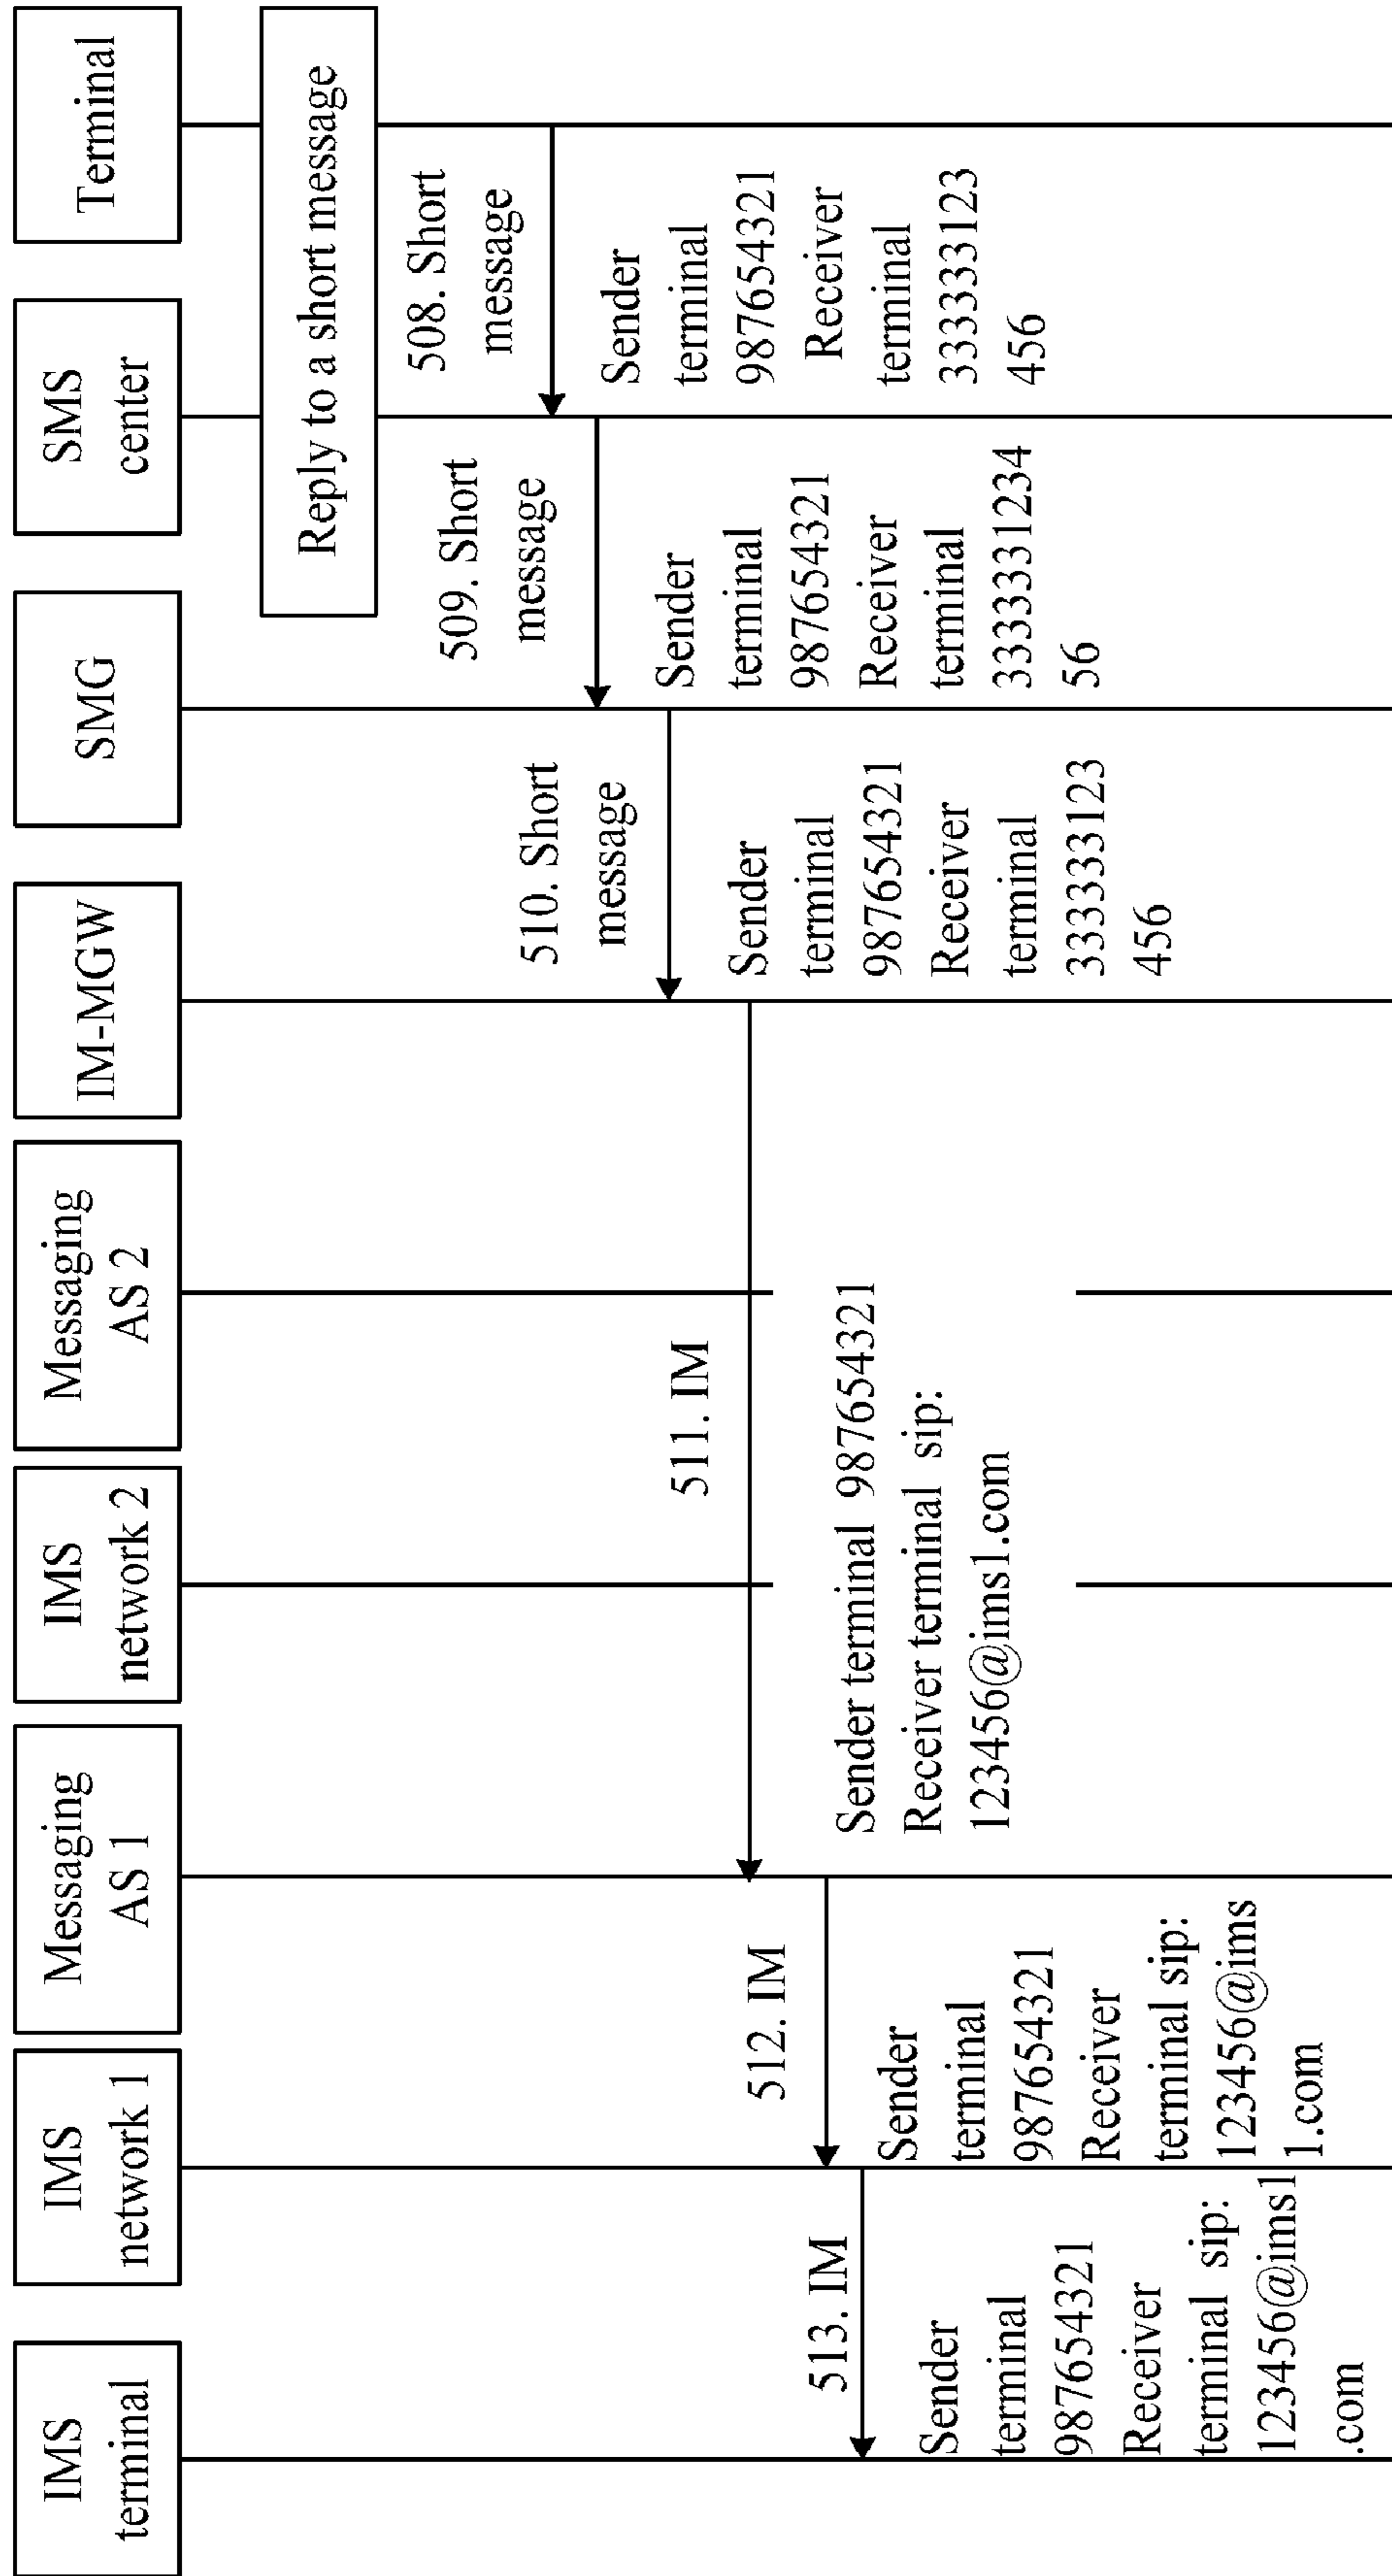 IMS
terminal
IMS
network 1
Messaging
AS 1
IMS
network 2
Messaging
AS 2
IM-MGW
SMG
SMS
center
Terminal
Reply to a short message
508. Short
message
Sender
terminal
987654321
Receiver
terminal
333333123
456
509. Short
message
Sender
terminal
987654321
Receiver
terminal
3333331234
56
510. Short
message
Sender
terminal
987654321
Receiver
terminal
333333123
456
511. IM
Sender terminal 987654321
Receiver terminal sip:
123456@ims1.com
512. IM
Sender
terminal
987654321
Receiver
terminal sip:
123456@ims
1.com
513. IM
Sender
terminal
987654321
Receiver
terminal sip:
123456@ims1
.com